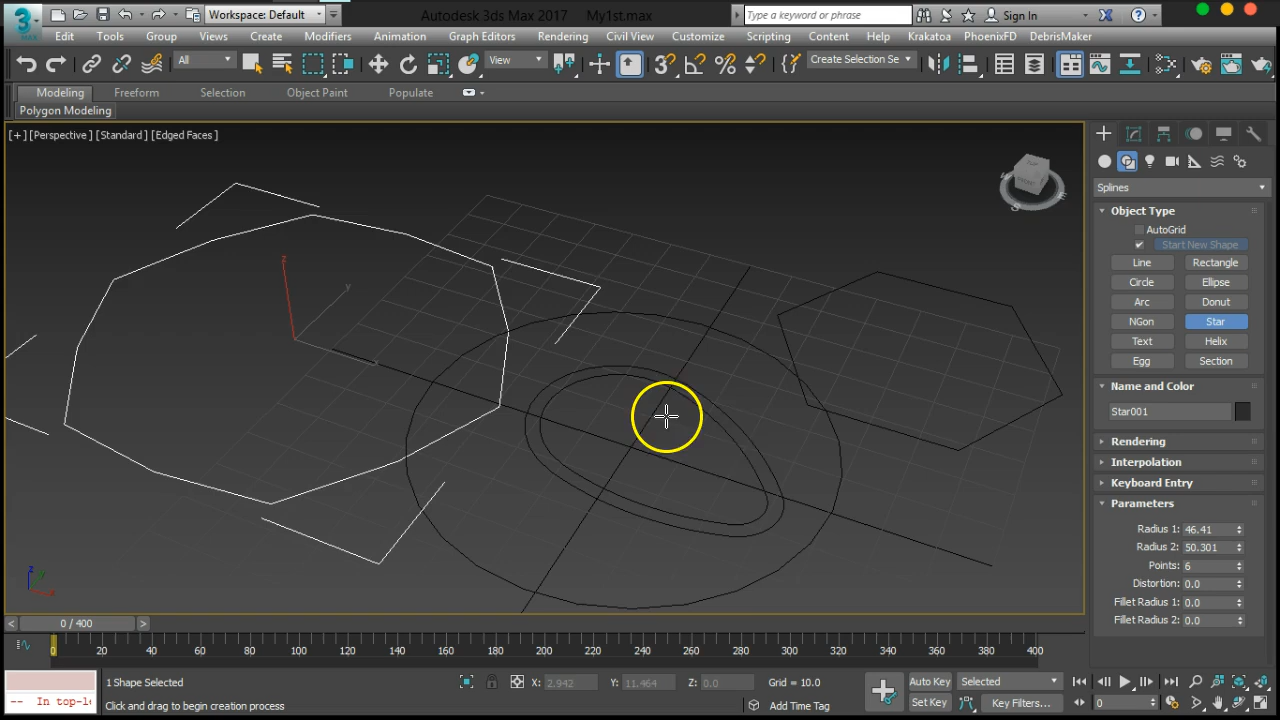 Workspace: Default
Autodesk 3ds Max 2017 My1st.max
Type a keyword or phrase
Sign In
MAX
Edit Tools Group Views Create Modifiers Animation Graph Editors Rendering Civil View Customize Scripting Content Help Krakatoa PhoenixFD DebrisMaker
All View 3 Create Selection Se
Modeling Freeform Selection Object Paint Populate
Polygon Modeling
[+] [Perspective ] [Standard ] [Edged Faces ]
Splines
Object Type
AutoGrid
Start New Shape
Line Rectangle
Circle Ellipse
Arc Donut
NGon Star
Text Helix
Egg Section
Name and Color
Star001
Rendering
Interpolation
Keyboard Entry
Parameters
Radius 1: 46.41
Radius 2: 50.301
Points: 6
Distortion: 0.0
Fillet Radius 1: 0.0
Fillet Radius 2: 0.0
z
y
W E
S
z
y
x
< 0 / 400 >
0 20 40 60 80 100 120 140 160 180 200 220 240 260 280 300 320 340 360 380 400
1 Shape Selected X: 2.942 Y: 11.464 Z: 0.0 Grid = 10.0 Auto Key Selected
-- In top-le Click and drag to begin creation process Add Time Tag Set Key Key Filters... 0